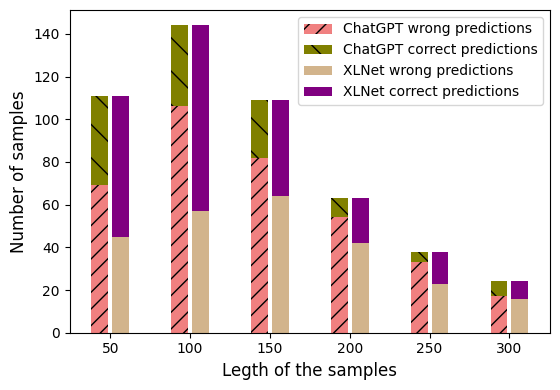 140
120
100
80
60
40
20
0
Number of samples
ChatGPT wrong predictions
ChatGPT correct predictions
XLNet wrong predictions
XLNet correct predictions
50 100 150 200 250 300
Legth of the samples